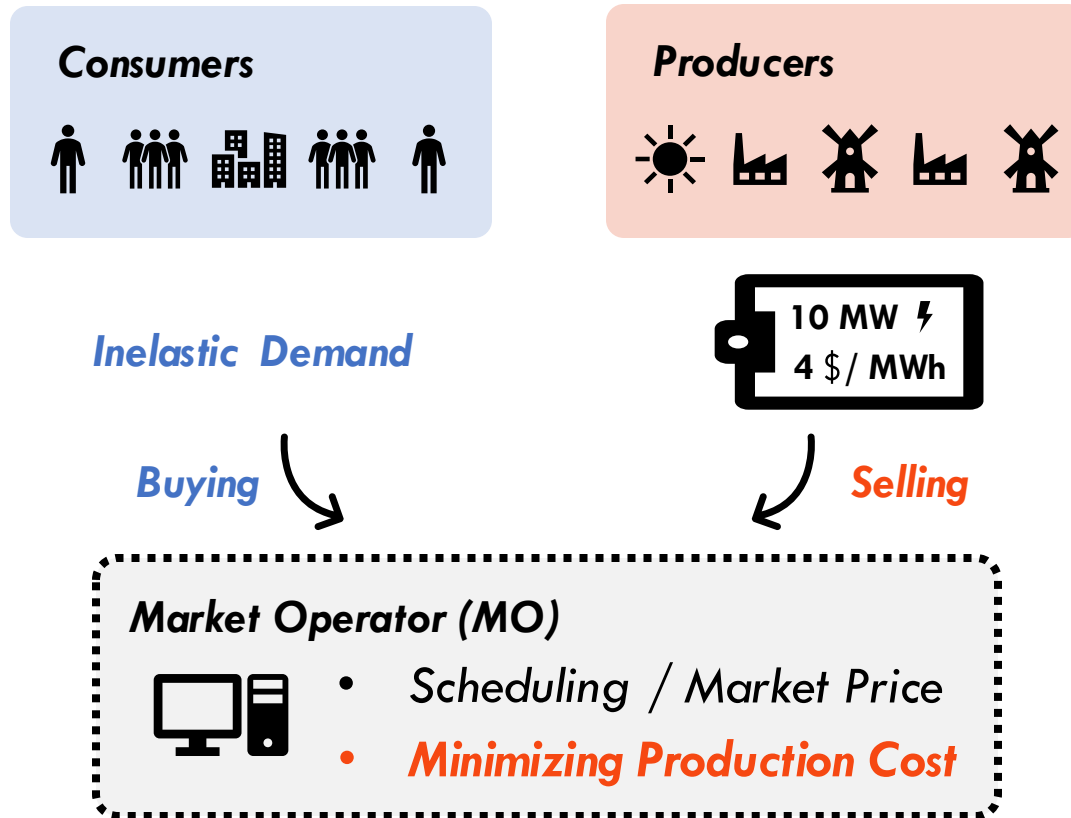 Consumers
Producers
10 MW
4 $/ MWh
Inelastic Demand
Buying
Selling
Market Operator (MO)
• Scheduling / Market Price
• Minimizing Production Cost